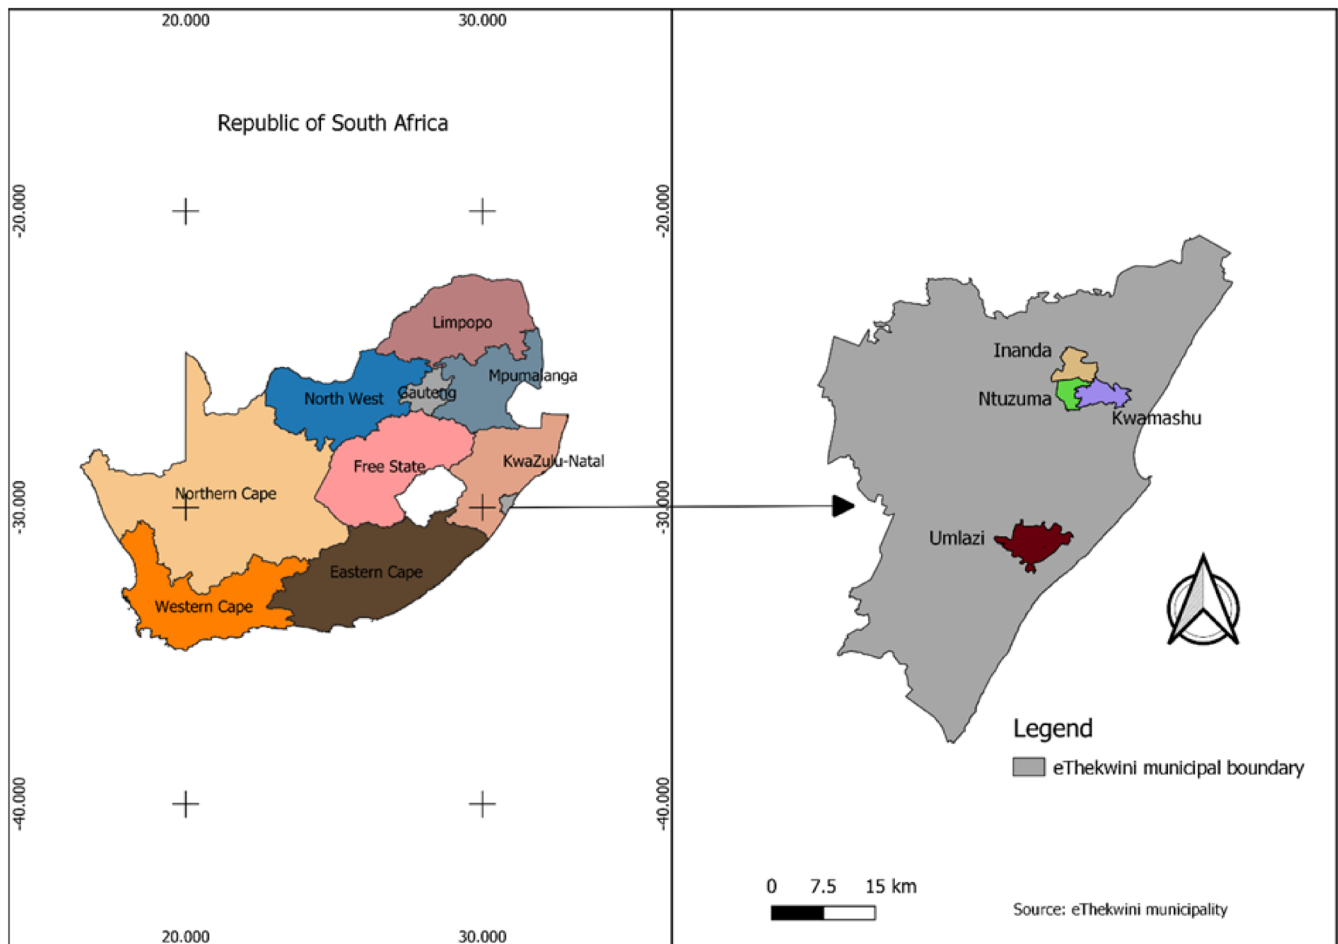 20.000 30.000
Republic of South Africa
-20.000 -20.000
Limpopo
Mpumalanga
Gauteng
North West
KwaZulu-Natal
Free State
Northern Cape
-30.000 -30.000
Eastern Cape
Western Cape
-40.000 -40.000
20.000 30.000
Inanda
Ntuzuma
Kwamashu
Umlazi
Legend
eThekwini municipal boundary
0 7.5 15 km
Source: eThekwini municipality